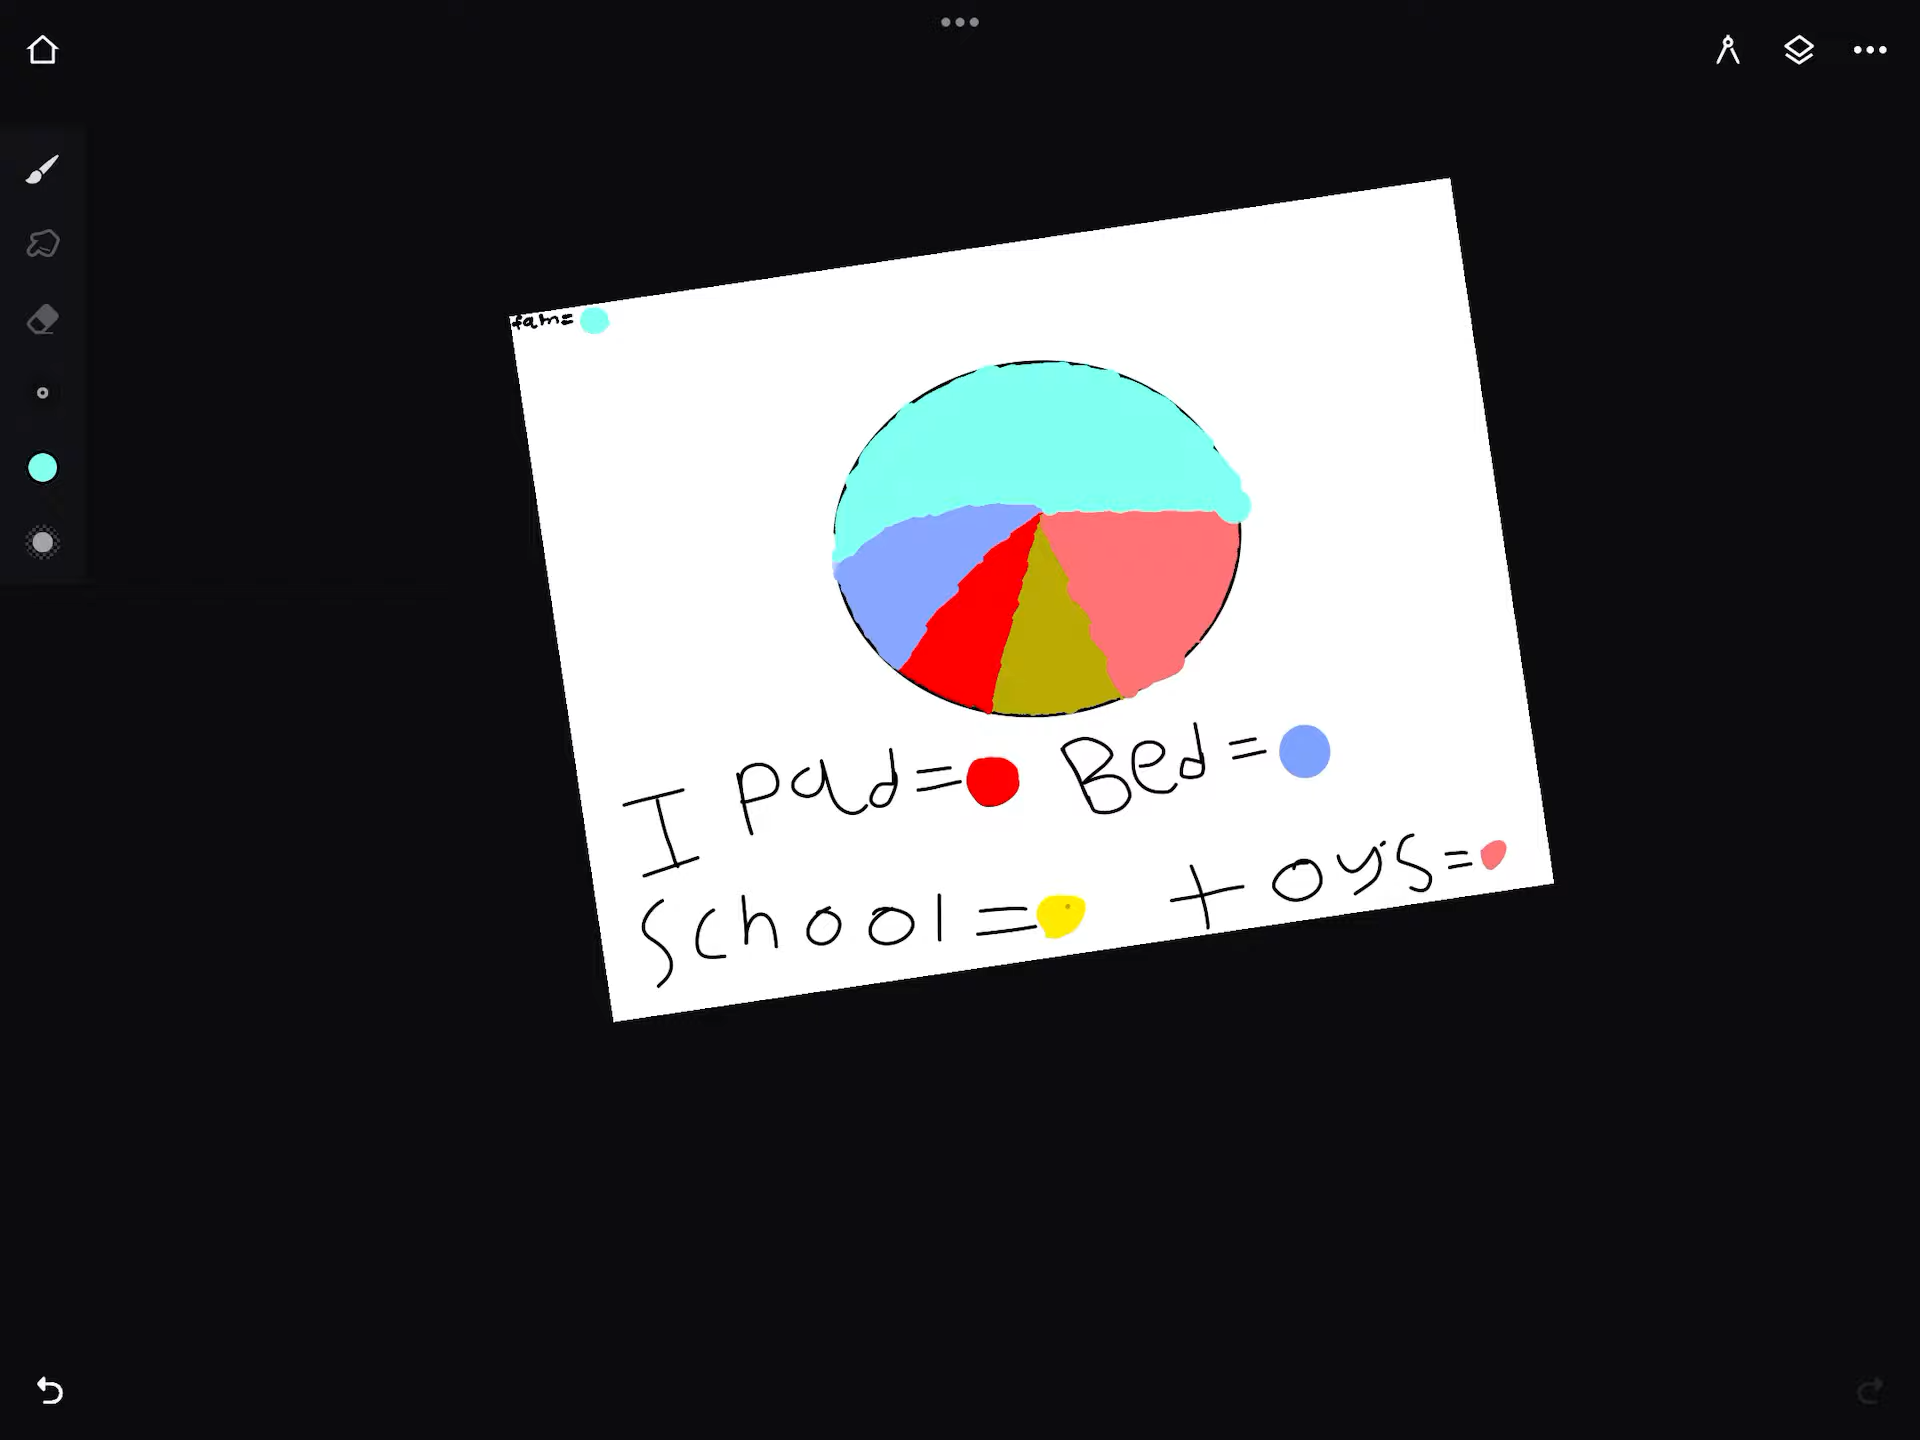 fam=
I pad= Bed=
School= toys=